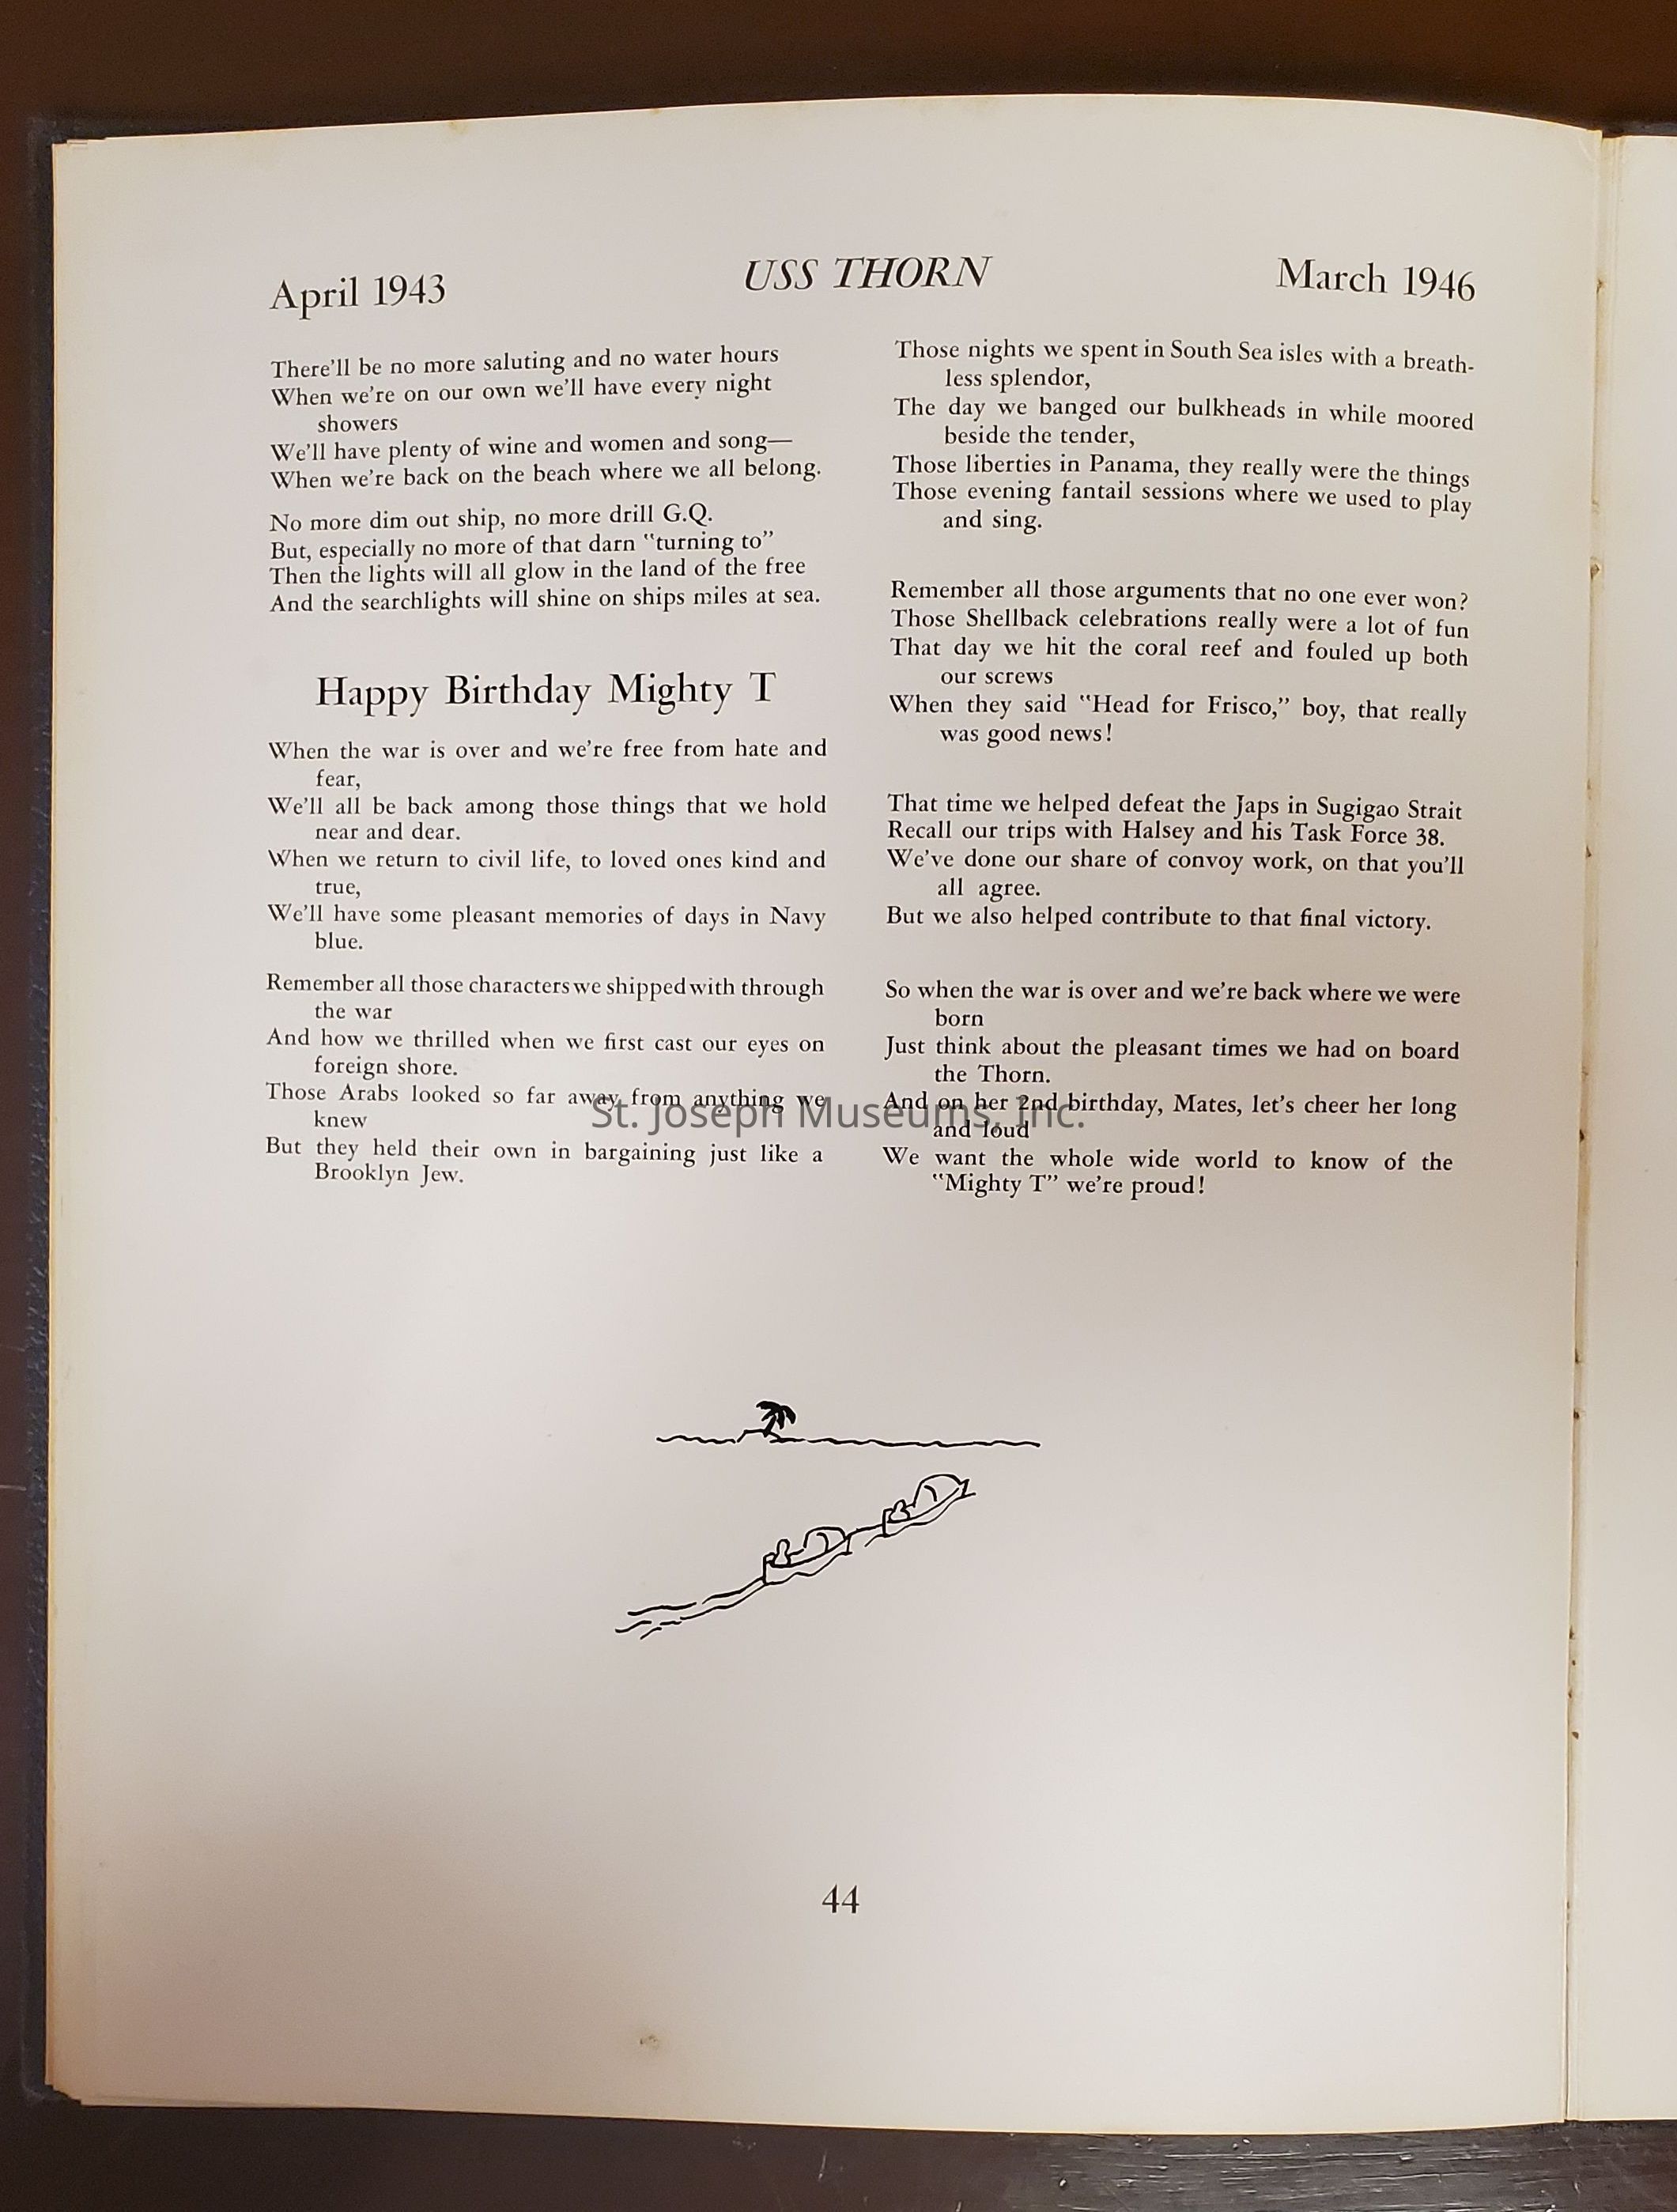 April 1943
USS THORN
March 1946
There'll be no more saluting and no water hours
When we're on our own we'll have every night
showers
We'll have plenty of wine and women and song—
When we're back on the beach where we all belong.
No more dim out ship, no more drill G.Q.
But, especially no more of that darn "turning to"
Then the lights will all glow in the land of the free
And the searchlights will shine on ships miles at sea.
Happy Birthday Mighty T
When the war is over and we're free from hate and
fear,
We'll all be back among those things that we hold
near and dear.
When we return to civil life, to loved ones kind and
true,
We'll have some pleasant memories of days in Navy
blue.
Remember all those characters we shipped with through
the war
And how we thrilled when we first cast our eyes on
foreign shore.
Those Arabs looked so far away from anything we
knew
But they held their own in bargaining just like a
Brooklyn Jew.
Those nights we spent in South Sea isles with a breath-
less splendor,
The day we banged our bulkheads in while moored
beside the tender,
Those liberties in Panama, they really were the things
Those evening fantail sessions where we used to play
and sing.
Remember all those arguments that no one ever won?
Those Shellback celebrations really were a lot of fun
That day we hit the coral reef and fouled up both
our screws
When they said "Head for Frisco," boy, that really
was good news!
That time we helped defeat the Japs in Sugigao Strait
Recall our trips with Halsey and his Task Force 38.
We've done our share of convoy work, on that you'll
all agree.
But we also helped contribute to that final victory.
So when the war is over and we're back where we were
born
Just think about the pleasant times we had on board
the Thorn.
And on her 2nd birthday, Mates, let's cheer her long
and loud
We want the whole wide world to know of the
"Mighty T" we're proud!
St. Joseph Museums, Inc.
44